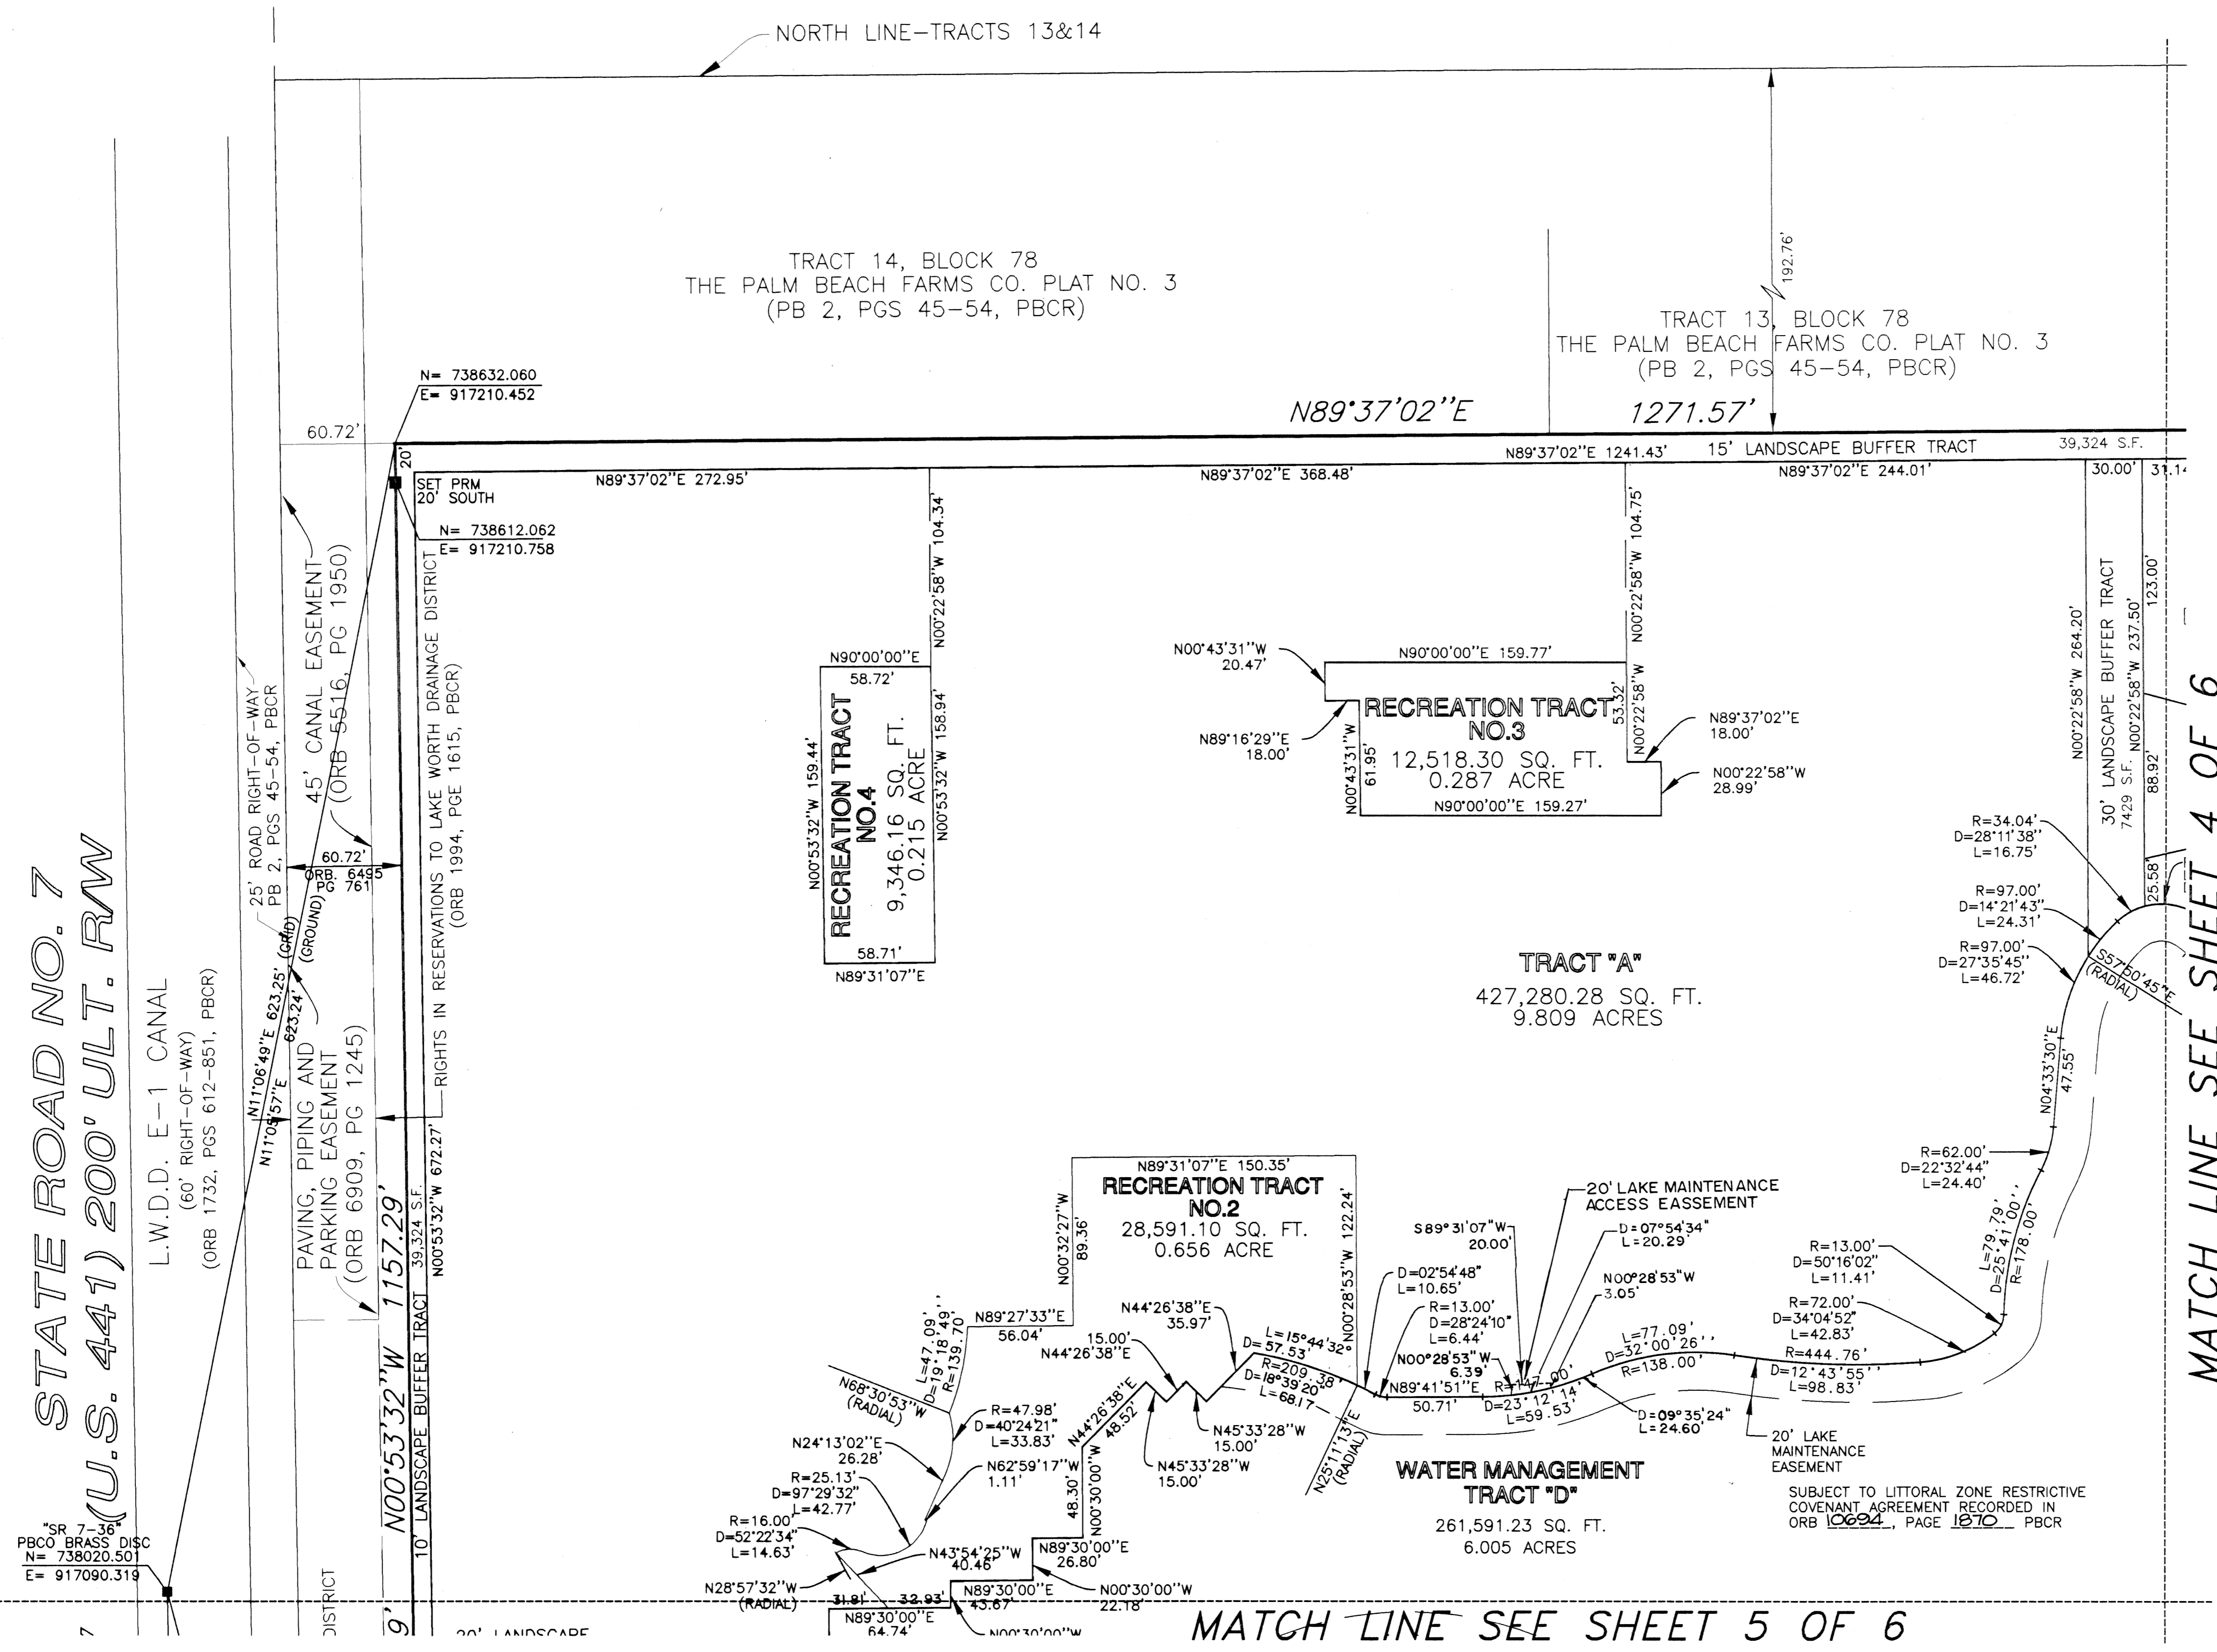 NORTH LINE-TRACTS 13&14
TRACT 14, BLOCK 78
THE PALM BEACH FARMS CO. PLAT NO. 3
(PB 2, PGS 45-54, PBCR)
192.76'
TRACT 13, BLOCK 78
THE PALM BEACH FARMS CO. PLAT NO. 3
(PB 2, PGS 45-54, PBCR)
N= 738632.060
E= 917210.452
60.72'
20'
N89°37'02"E 1271.57'
N89°37'02"E 1241.43' 15' LANDSCAPE BUFFER TRACT 39,324 S.F.
SET PRM
20' SOUTH
N89°37'02"E 272.95'
N89°37'02"E 368.48'
N89°37'02"E 244.01'
30.00'
N= 738612.062
E= 917210.758
N00°22'58"W 104.34'
N00°22'58"W 104.75'
N00°22'58"W 264.20'
30' LANDSCAPE BUFFER TRACT
7429 S.F.
N00°22'58"W 237.50'
123.00'
88.92'
25.58'
45' CANAL EASEMENT
(ORB 5516, PG 1950)
25' ROAD RIGHT-OF-WAY
PB 2, PGS 45-54, PBCR
60.72'
ORB. 6495
PG 761
RIGHTS IN RESERVATIONS TO LAKE WORTH DRAINAGE DISTRICT
(ORB 1994, PGE 1615, PBCR)
N90°00'00"E
58.72'
RECREATION TRACT
NO.4
9,346.16 SQ. FT.
0.215 ACRE
N00°53'32"W 159.44'
N00°53'32"W 158.94'
58.71'
N89°31'07"E
N00°43'31"W
20.47'
N90°00'00"E 159.77'
RECREATION TRACT
NO.3
12,518.30 SQ. FT.
0.287 ACRE
53.32'
N00°22'58"W
N89°16'29"E
18.00'
N00°43'31"W
61.95'
N90°00'00"E 159.27'
N89°37'02"E
18.00'
N00°22'58"W
28.99'
TRACT "A"
427,280.28 SQ. FT.
9.809 ACRES
R=34.04'
D=28°11'38"
L=16.75'
R=97.00'
D=14°21'43"
L=24.31'
R=97.00'
D=27°35'45"
L=46.72'
S57°50'45"E
(RADIAL)
N04°33'30"E
47.55'
R=62.00'
D=22°32'44"
L=24.40'
L=79.79'
D=25°41'00"
R=178.00'
MATCH LINE SEE SHEET 4 OF 6
STATE ROAD NO. 7
(U.S. 441) 200' ULT. R/W
L.W.D.D. E-1 CANAL
(60' RIGHT-OF-WAY)
(ORB 1732, PGS 612-851, PBCR)
N11°06'49"E 623.25' (GRID)
N11°05'57"E 623.24' (GROUND)
PAVING, PIPING AND
PARKING EASEMENT
(ORB 6909, PG 1245)
N00°53'32"W 1157.29'
10' LANDSCAPE BUFFER TRACT 39,324 S.F.
N00°53'32"W 672.27'
N89°31'07"E 150.35'
RECREATION TRACT
NO.2
28,591.10 SQ. FT.
0.656 ACRE
N00°32'27"W
89.36'
N00°28'53"W 122.24'
N89°27'33"E
56.04'
L=47.09'
D=19°18'49"
R=139.70'
N68°30'53"W
(RADIAL)
N44°26'38"E
35.97'
15.00'
N44°26'38"E
L=15°44'32"
D=57.53'
R=209.38'
D=18°39'20"
L=68.17
S89°31'07"W
20.00'
20' LAKE MAINTENANCE
ACCESS EASSEMENT
D=07°54'34"
L=20.29'
N00°28'53"W
3.05'
D=02°54'48"
L=10.65'
R=13.00'
D=28°24'10"
L=6.44'
N00°28'53"W
6.39'
N89°41'51"E
50.71'
R=147.00'
D=23°12'14"
L=59.53'
L=77.09'
D=32°00'26"
R=138.00'
D=09°35'24"
L=24.60'
R=13.00'
D=50°16'02"
L=11.41'
R=72.00'
D=34°04'52"
L=42.83'
R=444.76'
D=12°43'55"
L=98.83'
20' LAKE
MAINTENANCE
EASEMENT
R=47.98'
D=40°24'21"
L=33.83'
N24°13'02"E
26.28'
N62°59'17"W
1.11'
R=25.13'
D=97°29'32"
L=42.77'
R=16.00'
D=52°22'34"
L=14.63'
N43°54'25"W
40.46'
N28°57'32"W
(RADIAL)
N44°26'38"E
48.52'
48.30'
N00°30'00"W
N45°33'28"W
15.00'
N45°33'28"W
15.00'
N25°11'13"E
(RADIAL)
WATER MANAGEMENT
TRACT "D"
261,591.23 SQ. FT.
6.005 ACRES
SUBJECT TO LITTORAL ZONE RESTRICTIVE
COVENANT AGREEMENT RECORDED IN
ORB 10694, PAGE 1870 PBCR
N89°30'00"E
26.80'
N00°30'00"W
22.18'
N89°30'00"E
43.67'
31.81' 32.93'
N89°30'00"E
64.74'
N00°30'00"W
"SR 7-36"
PBCO BRASS DISC
N= 738020.501
E= 917090.319
DISTRICT
20' LANDSCAPE
MATCH LINE SEE SHEET 5 OF 6